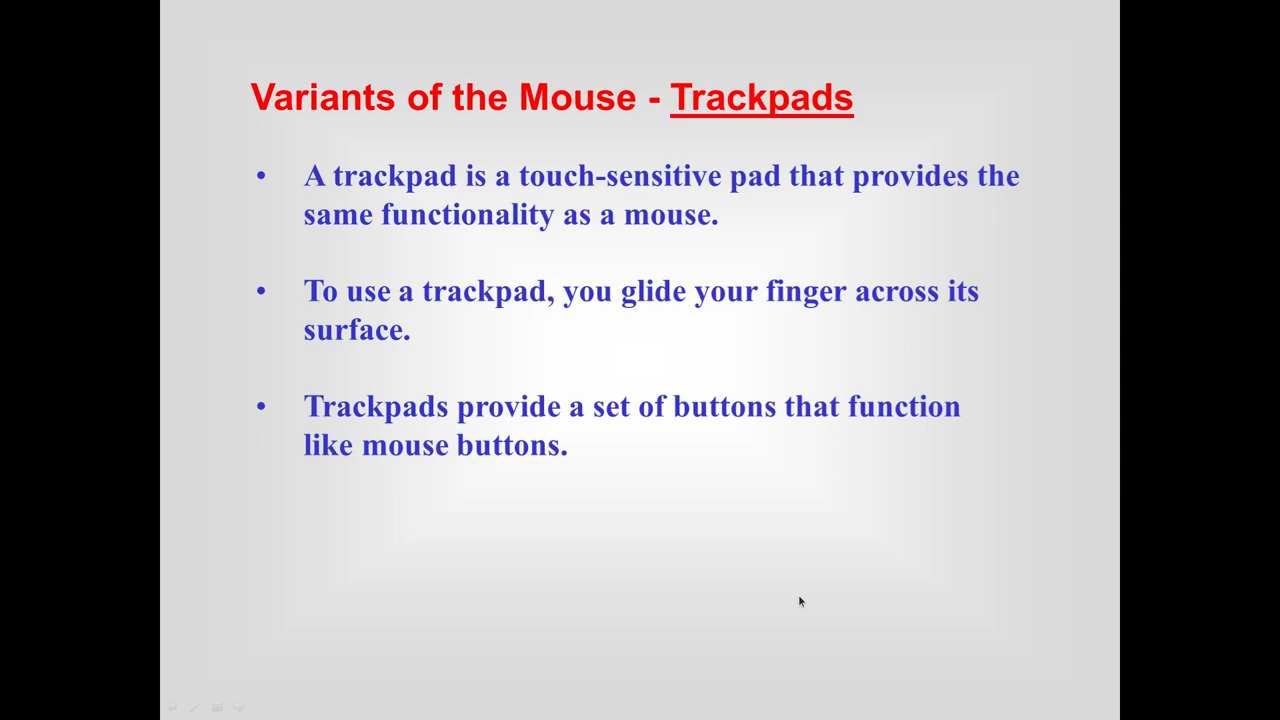 Variants of the Mouse - Trackpads
• A trackpad is a touch-sensitive pad that provides the
same functionality as a mouse.
• To use a trackpad, you glide your finger across its
surface.
• Trackpads provide a set of buttons that function
like mouse buttons.